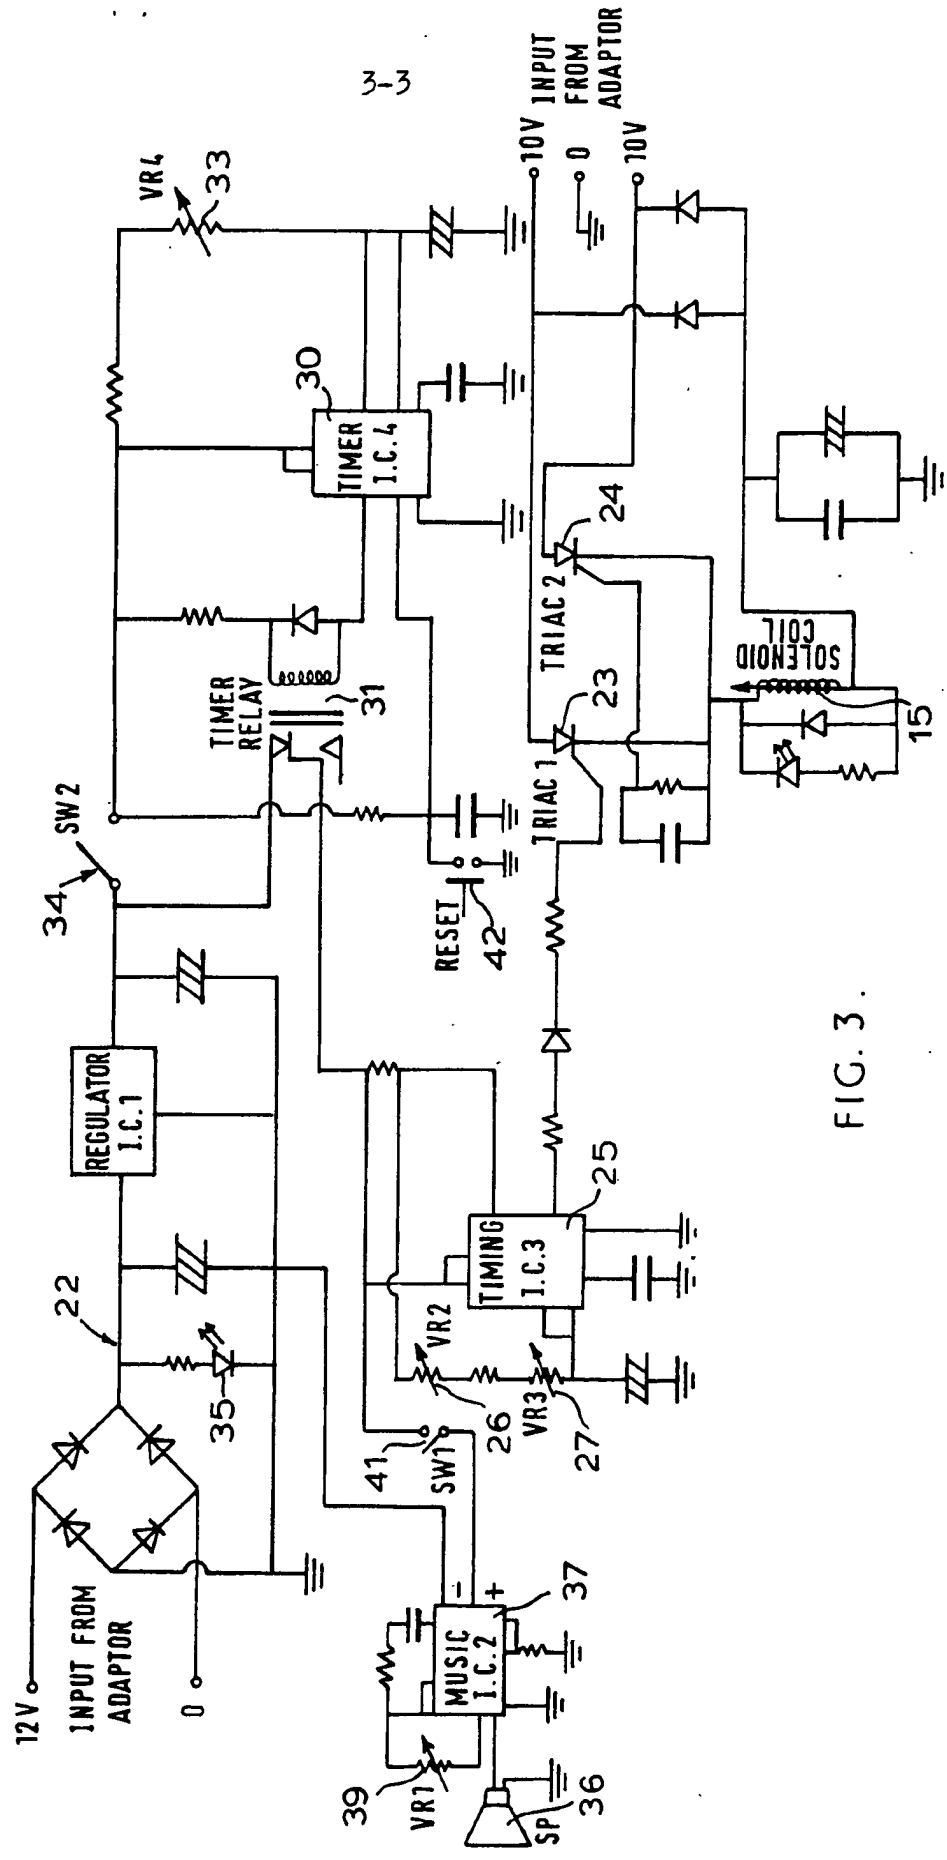 3-3
12V
INPUT FROM
ADAPTOR
0
22
35
REGULATOR
I.C.1
34
SW2
TIMER
RELAY
31
30
TIMER
I.C.4
VR4
33
RESET
42
39
VR1
MUSIC
I.C.2
-
+
37
SP
36
41
SW1
26
VR2
VR3
27
TIMING
I.C.3
25
TRIAC 1
23
TRIAC 2
24
10V
0
10V
INPUT
FROM
ADAPTOR
SOLENOID
COIL
15
FIG. 3.